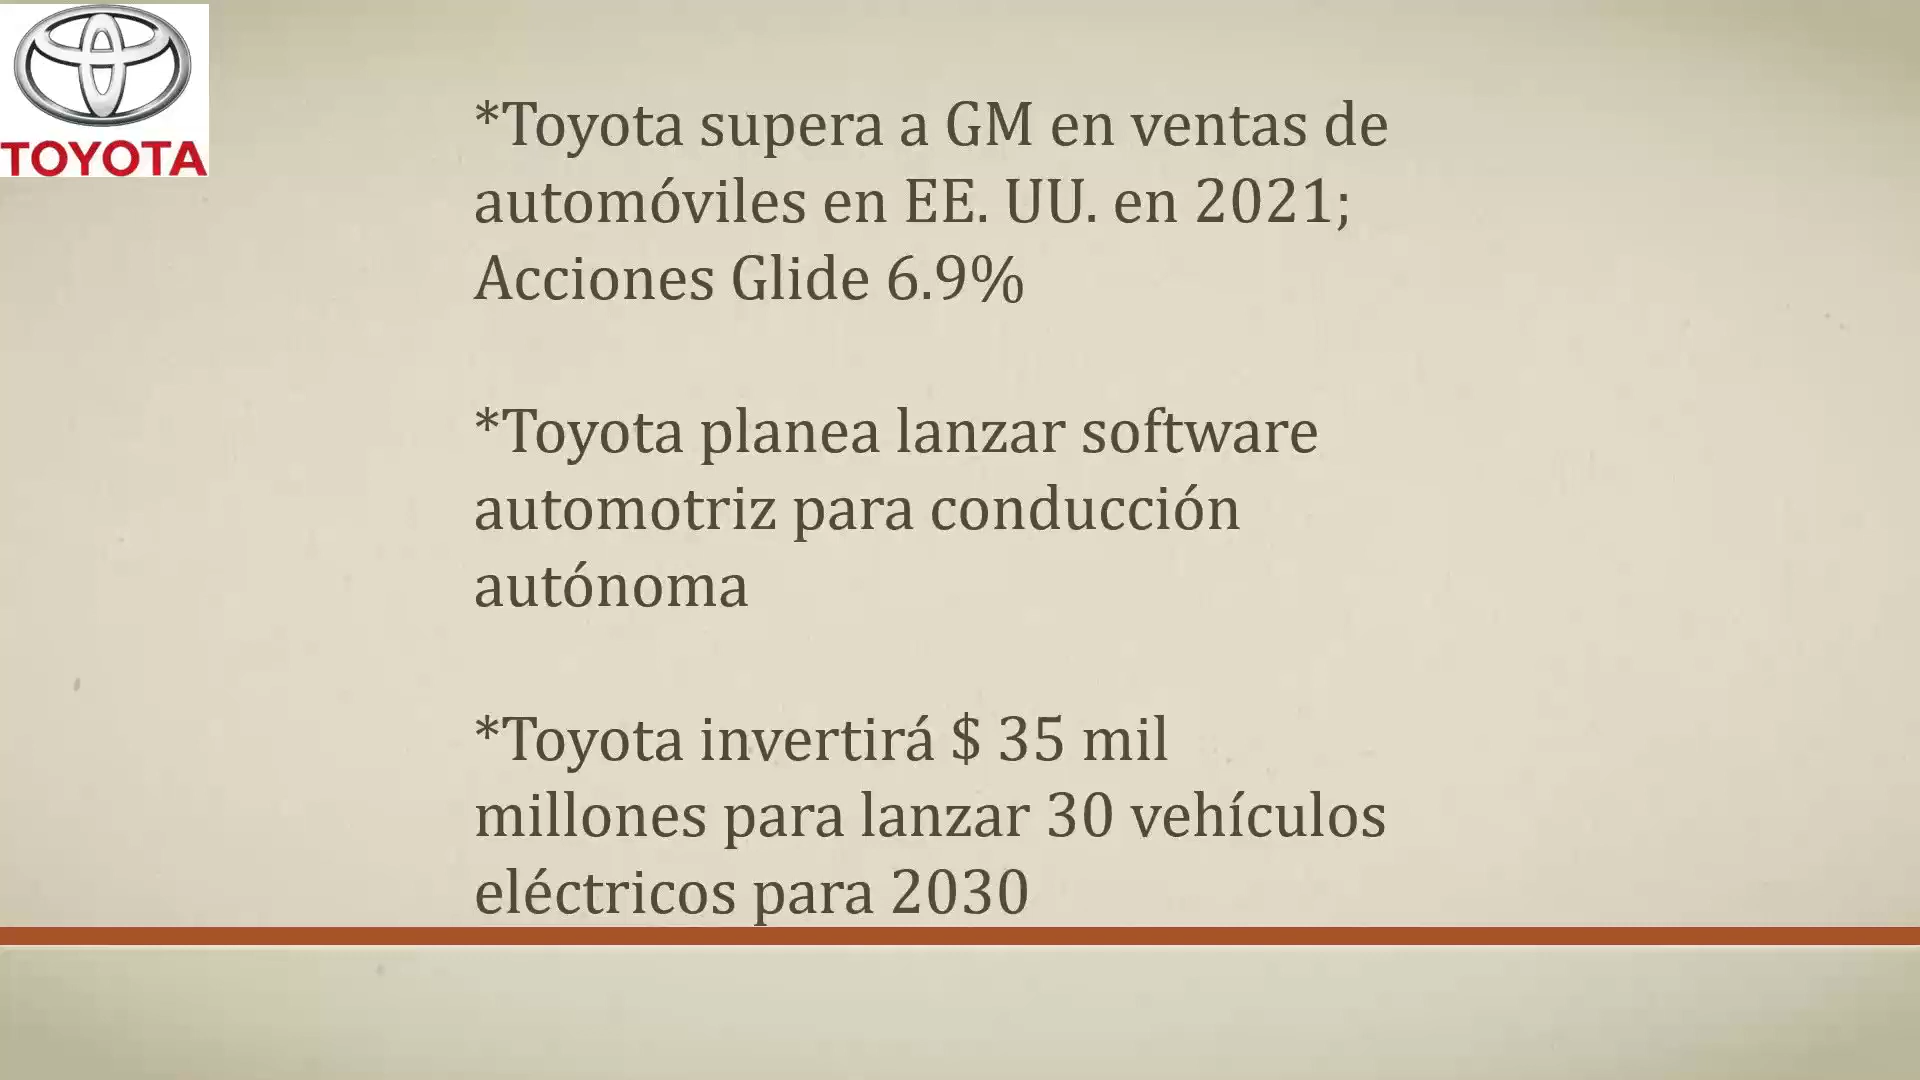 TOYOTA
*Toyota supera a GM en ventas de
automóviles en EE. UU. en 2021;
Acciones Glide 6.9%
*Toyota planea lanzar software
automotriz para conducción
autónoma
*Toyota invertirá $ 35 mil
millones para lanzar 30 vehículos
eléctricos para 2030